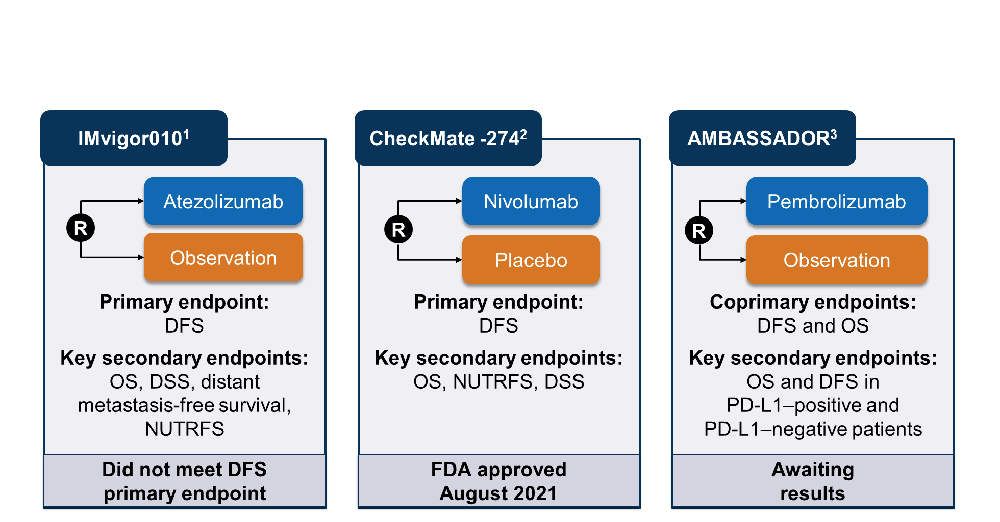 IMvigor010¹
R
Atezolizumab
Observation
Primary endpoint:
DFS
Key secondary endpoints:
OS, DSS, distant
metastasis-free survival,
NUTRFS
Did not meet DFS
primary endpoint
CheckMate -274²
R
Nivolumab
Placebo
Primary endpoint:
DFS
Key secondary endpoints:
OS, NUTRFS, DSS
FDA approved
August 2021
AMBASSADOR³
R
Pembrolizumab
Observation
Coprimary endpoints:
DFS and OS
Key secondary endpoints:
OS and DFS in
PD-L1–positive and
PD-L1–negative patients
Awaiting
results